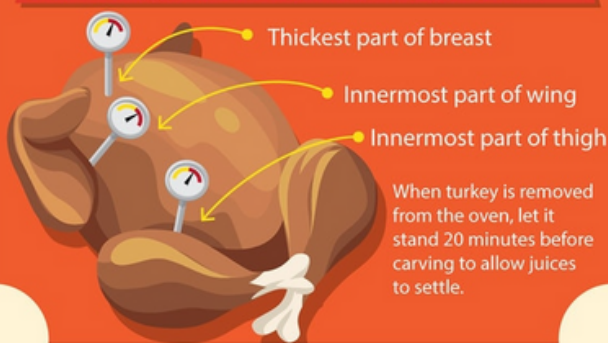 Thickest part of breast
Innermost part of wing
Innermost part of thigh
When turkey is removed
from the oven, let it
stand 20 minutes before
carving to allow juices
to settle.